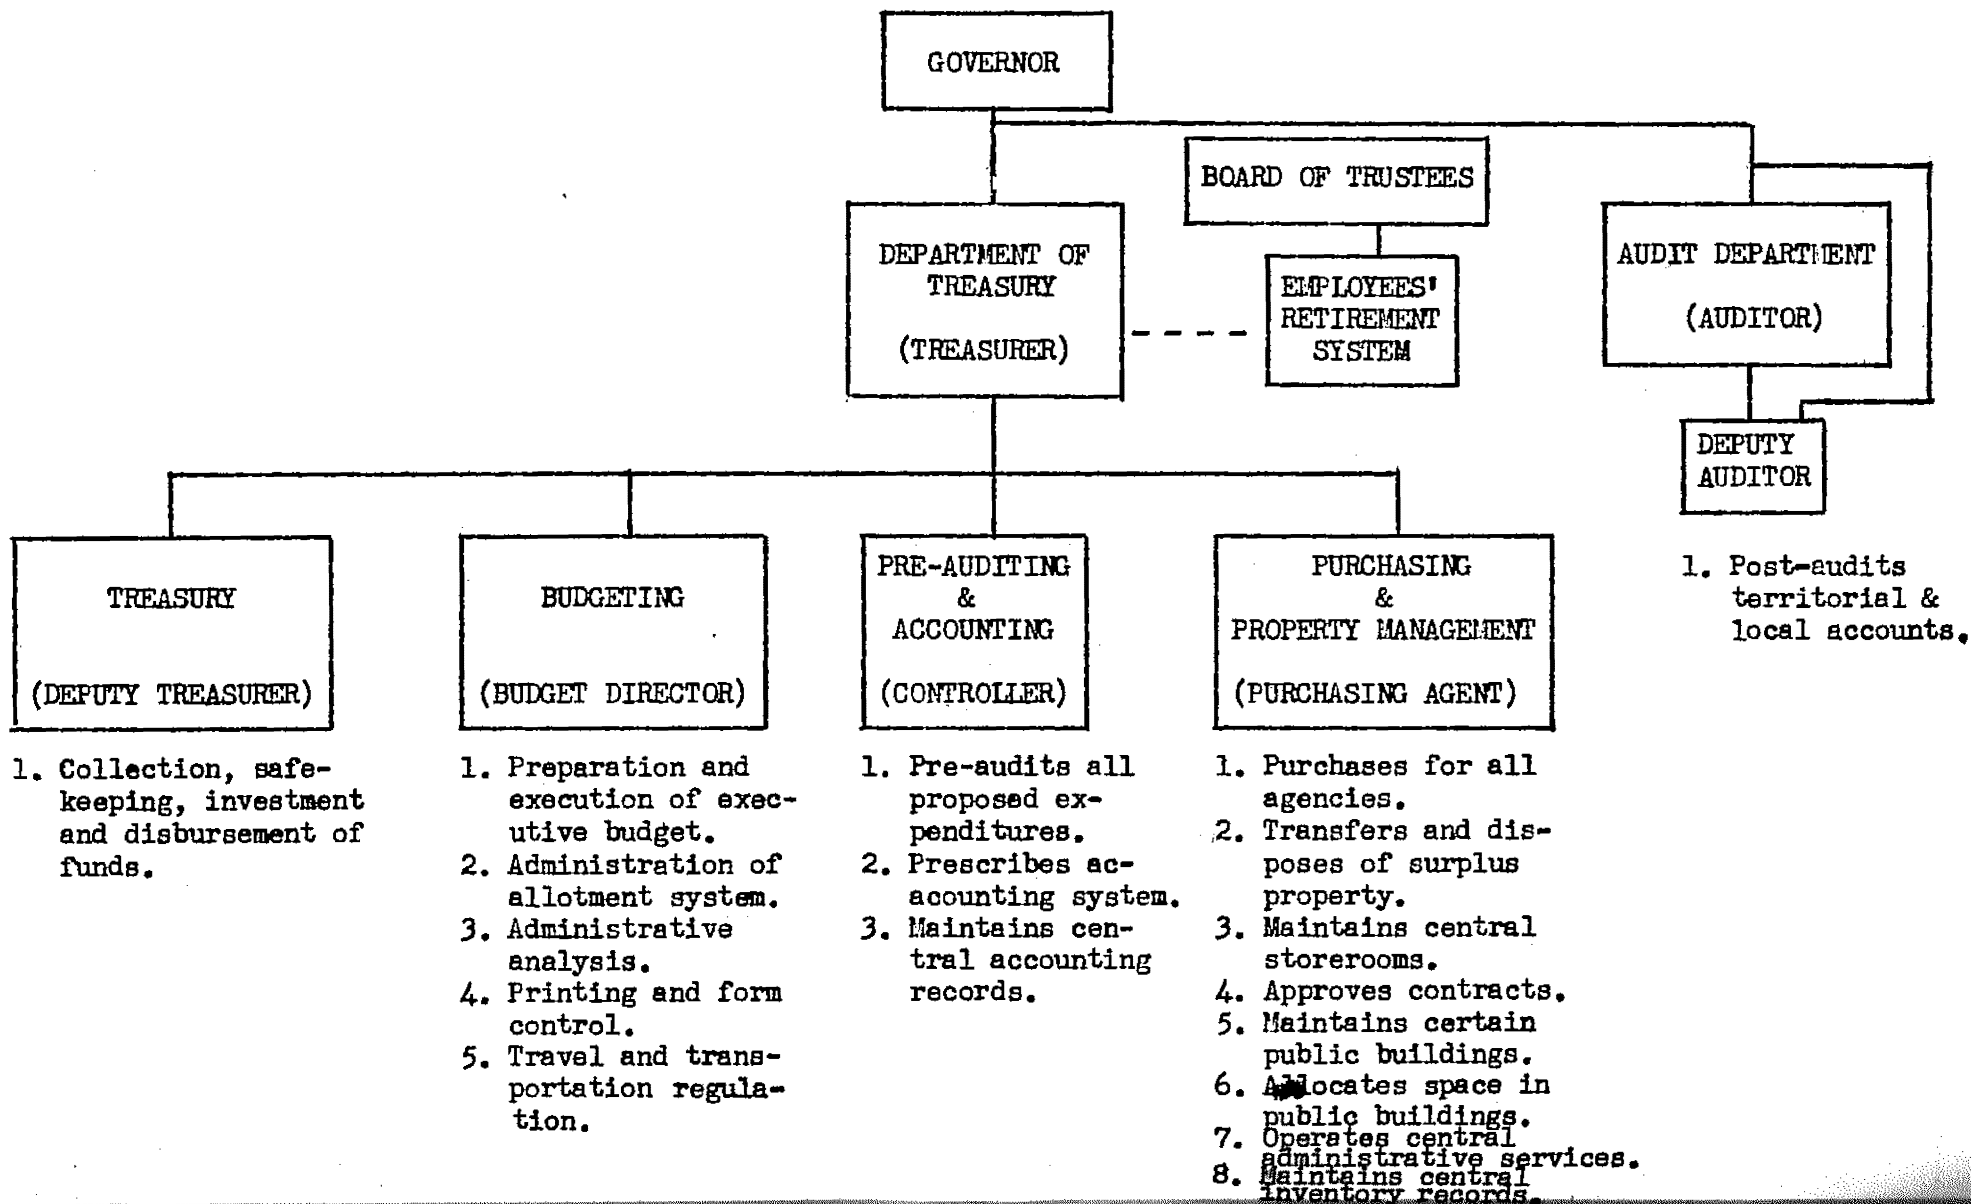 GOVERNOR
BOARD OF TRUSTEES
DEPARTMENT OF
TREASURY
(TREASURER)
EMPLOYEES'
RETIREMENT
SYSTEM
AUDIT DEPARTMENT
(AUDITOR)
DEPUTY
AUDITOR
1. Post-audits
territorial &
local accounts.
TREASURY
(DEPUTY TREASURER)
1. Collection, safe-
keeping, investment
and disbursement of
funds.
BUDGETING
(BUDGET DIRECTOR)
1. Preparation and
execution of exec-
utive budget.
2. Administration of
allotment system.
3. Administrative
analysis.
4. Printing and form
control.
5. Travel and trans-
portation regula-
tion.
PRE-AUDITING
&
ACCOUNTING
(CONTROLLER)
1. Pre-audits all
proposed ex-
penditures.
2. Prescribes ac-
acounting system.
3. Maintains cen-
tral accounting
records.
PURCHASING
&
PROPERTY MANAGEMENT
(PURCHASING AGENT)
1. Purchases for all
agencies.
2. Transfers and dis-
poses of surplus
property.
3. Maintains central
storerooms.
4. Approves contracts.
5. Maintains certain
public buildings.
6. Allocates space in
public buildings.
7. Operates central
administrative services.
8. Maintains central
inventory records.